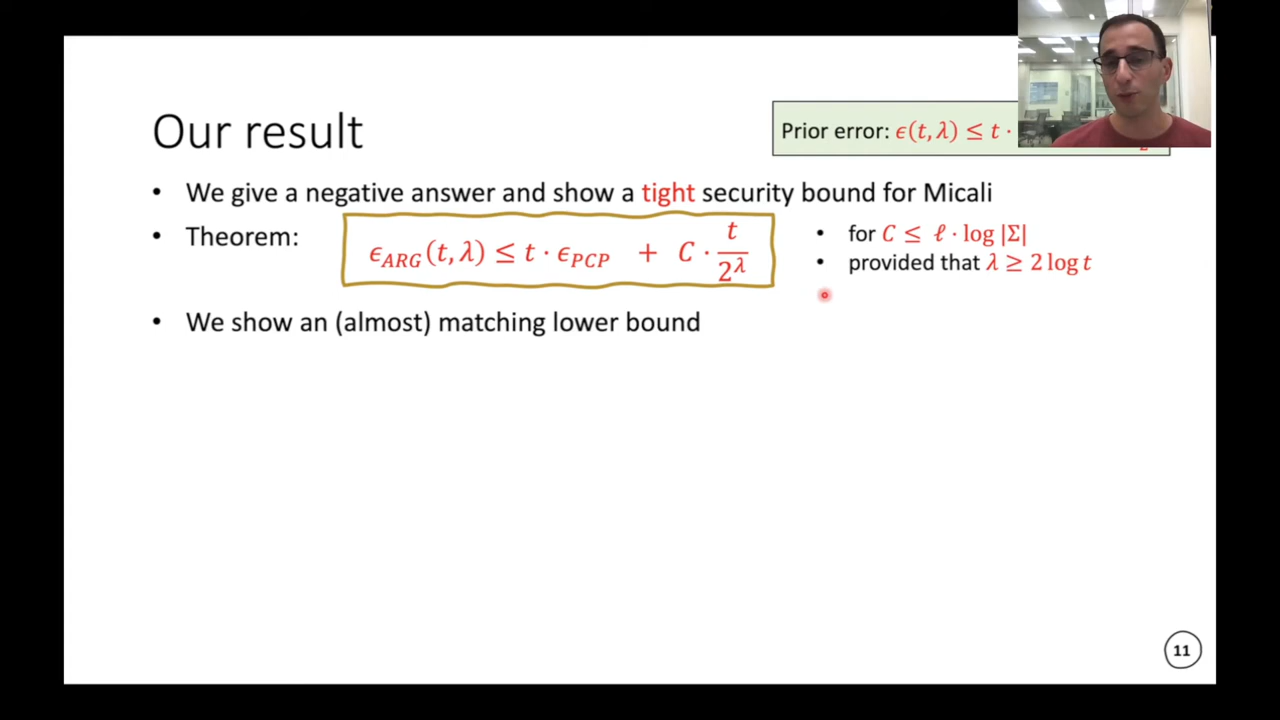 Our result
Prior error: ϵ(t, λ) ≤ t ·
• We give a negative answer and show a tight security bound for Micali
• Theorem: ϵ_ARG(t, λ) ≤ t · ϵ_PCP + C · t/2^λ
• for C ≤ ℓ · log |Σ|
• provided that λ ≥ 2 log t
• We show an (almost) matching lower bound
11